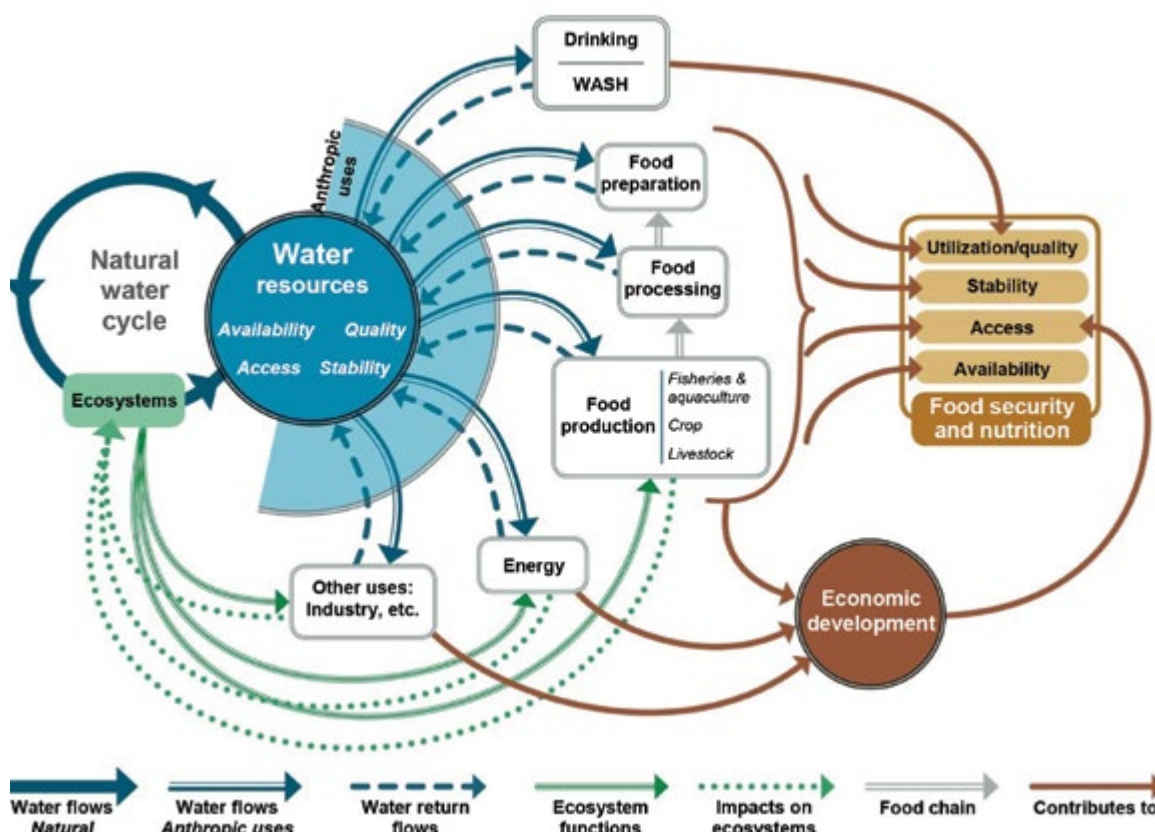 Drinking
WASH
Anthropic
uses
Food
preparation
Natural
water
cycle
Water
resources
Availability Quality
Access Stability
Food
processing
Utilization/quality
Stability
Access
Availability
Food security
and nutrition
Ecosystems
Food
production
Fisheries &
aquaculture
Crop
Livestock
Other uses:
Industry, etc.
Energy
Economic
development
Water flows
Natural
Water flows
Anthropic uses
Water return
flows
Ecosystem
functions
Impacts on
ecosystems
Food chain
Contributes to